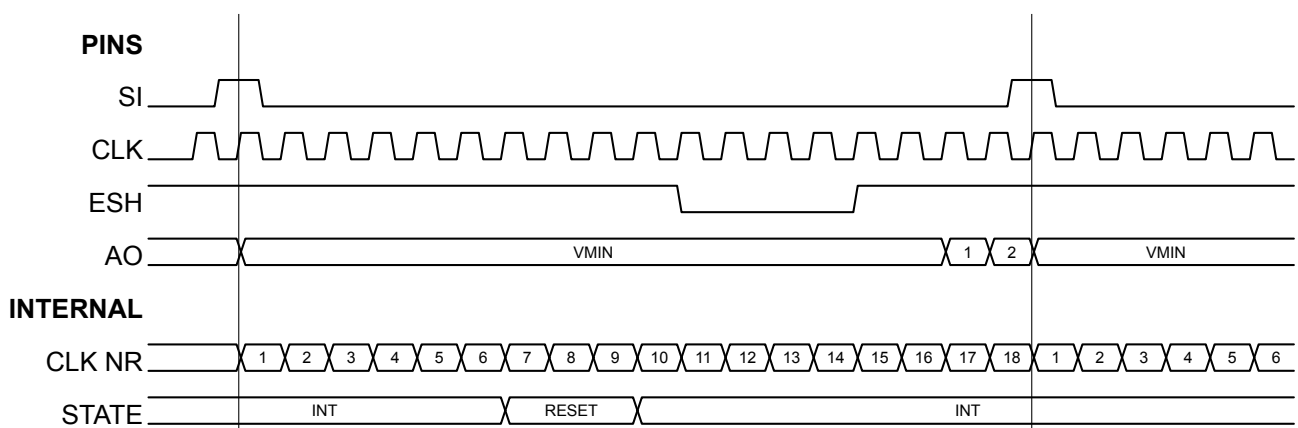 PINS
SI
CLK
ESH
AO VMIN 1 2 VMIN
INTERNAL
CLK NR 1 2 3 4 5 6 7 8 9 10 11 12 13 14 15 16 17 18 1 2 3 4 5 6
STATE INT RESET INT